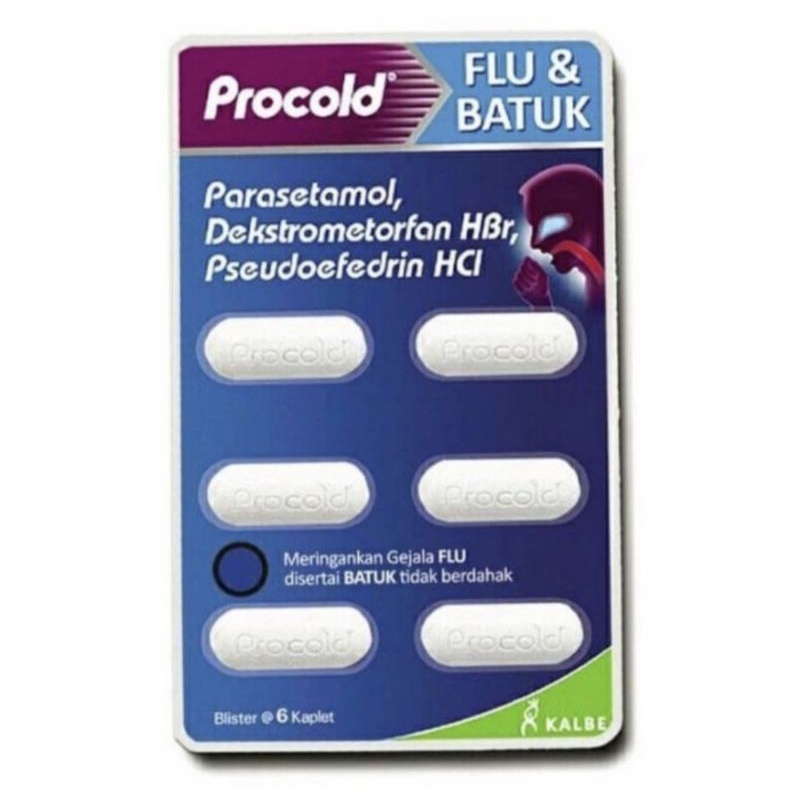 Procold®
FLU &
BATUK
Parasetamol,
Dekstrometorfan HBr,
Pseudoefedrin HCl
Procold
Procold
Procold
Procold
Meringankan Gejala FLU
disertai BATUK tidak berdahak
Procold
Procold
Blister @ 6 Kaplet
KALBE